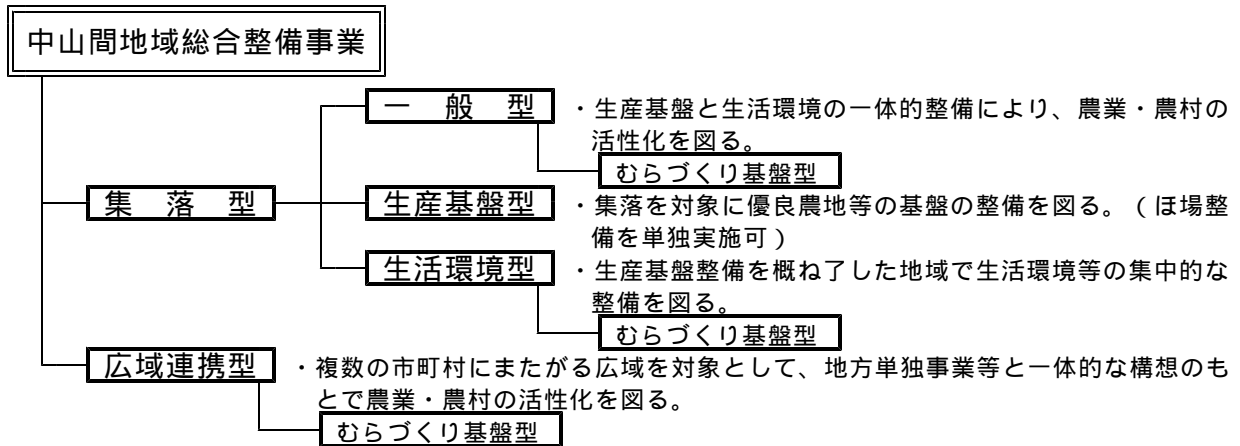 中山間地域総合整備事業
一 般 型 ・生産基盤と生活環境の一体的整備により、農業・農村の
活性化を図る。
むらづくり基盤型
集 落 型 生産基盤型 ・集落を対象に優良農地等の基盤の整備を図る。(ほ場整
備を単独実施可)
生活環境型 ・生産基盤整備を概ね了した地域で生活環境等の集中的な
整備を図る。
むらづくり基盤型
広域連携型 ・複数の市町村にまたがる広域を対象として、地方単独事業等と一体的な構想のも
とで農業・農村の活性化を図る。
むらづくり基盤型